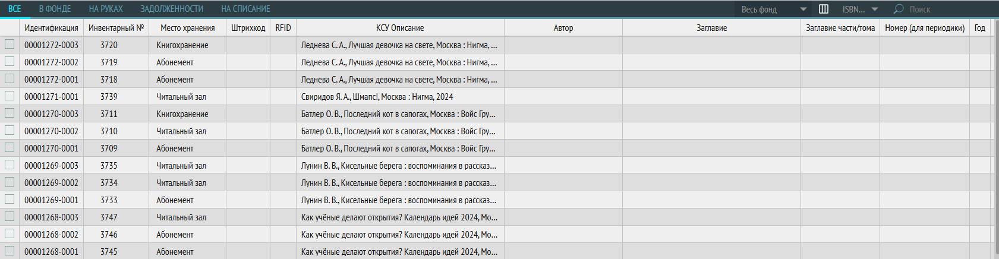 ВСЕ В ФОНДЕ НА РУКАХ ЗАДОЛЖЕННОСТИ НА СПИСАНИЕ Весь фонд ISBN... Поиск
Идентификация Инвентарный № Место хранения Штрихкод RFID КСУ Описание Автор Заглавие Заглавие части/тома Номер (для периодики) Год
00001272-0003 3720 Книгохранение Леднева С. А., Лучшая девочка на свете, Москва : Нигма, ...
00001272-0002 3719 Абонемент Леднева С. А., Лучшая девочка на свете, Москва : Нигма, ...
00001272-0001 3718 Абонемент Леднева С. А., Лучшая девочка на свете, Москва : Нигма, ...
00001271-0001 3739 Читальный зал Свиридов Я. А., Шмапс!, Москва : Нигма, 2024
00001270-0003 3711 Книгохранение Батлер О. В., Последний кот в сапогах, Москва : Войс Гру...
00001270-0002 3710 Читальный зал Батлер О. В., Последний кот в сапогах, Москва : Войс Гру...
00001270-0001 3709 Абонемент Батлер О. В., Последний кот в сапогах, Москва : Войс Гру...
00001269-0003 3735 Читальный зал Лунин В. В., Кисельные берега : воспоминания в рассказ...
00001269-0002 3734 Читальный зал Лунин В. В., Кисельные берега : воспоминания в рассказ...
00001269-0001 3733 Абонемент Лунин В. В., Кисельные берега : воспоминания в рассказ...
00001268-0003 3747 Читальный зал Как учёные делают открытия? Календарь идей 2024, Мо...
00001268-0002 3746 Абонемент Как учёные делают открытия? Календарь идей 2024, Мо...
00001268-0001 3745 Абонемент Как учёные делают открытия? Календарь идей 2024, Мо...